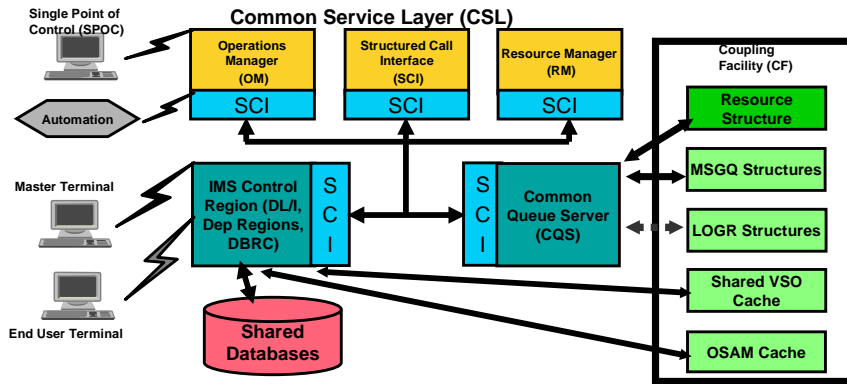 Common Service Layer (CSL)
Single Point of
Control (SPOC)
Operations
Manager
(OM)
SCI
Structured Call
Interface
(SCI)
SCI
Resource Manager
(RM)
SCI
Coupling
Facility (CF)
Automation
Resource
Structure
MSGQ Structures
LOGR Structures
Shared VSO
Cache
OSAM Cache
Master Terminal
IMS Control
Region (DL/I,
Dep Regions,
DBRC)
S
C
I
S
C
I
Common
Queue Server
(CQS)
End User Terminal
Shared
Databases